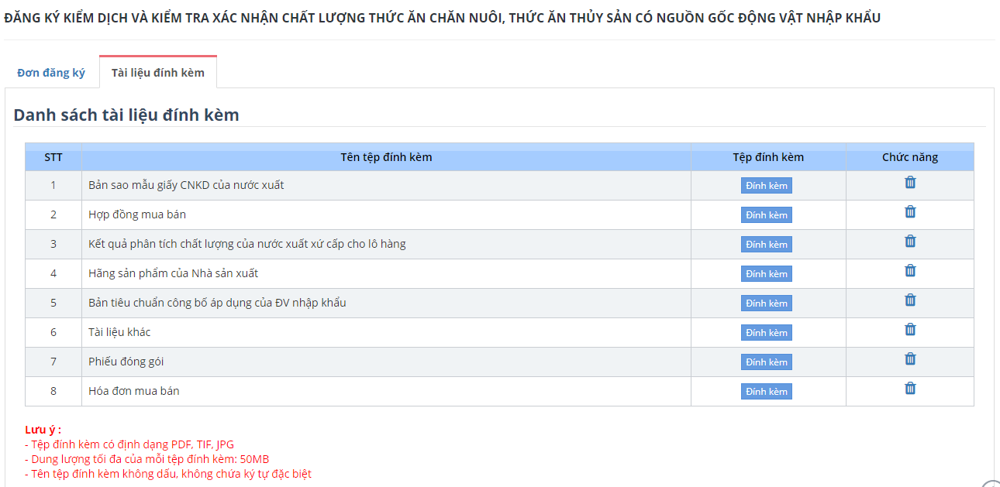 ĐĂNG KÝ KIỂM DỊCH VÀ KIỂM TRA XÁC NHẬN CHẤT LƯỢNG THỨC ĂN CHĂN NUÔI, THỨC ĂN THỦY SẢN CÓ NGUỒN GỐC ĐỘNG VẬT NHẬP KHẨU
Đơn đăng ký Tài liệu đính kèm
Danh sách tài liệu đính kèm
STT Tên tệp đính kèm Tệp đính kèm Chức năng
1 Bản sao mẫu giấy CNKD của nước xuất Đính kèm
2 Hợp đồng mua bán Đính kèm
3 Kết quả phân tích chất lượng của nước xuất xứ cấp cho lô hàng Đính kèm
4 Hãng sản phẩm của Nhà sản xuất Đính kèm
5 Bản tiêu chuẩn công bố áp dụng của ĐV nhập khẩu Đính kèm
6 Tài liệu khác Đính kèm
7 Phiếu đóng gói Đính kèm
8 Hóa đơn mua bán Đính kèm
Lưu ý :
- Tệp đính kèm có định dạng PDF, TIF, JPG
- Dung lượng tối đa của mỗi tệp đính kèm: 50MB
- Tên tệp đính kèm không dấu, không chứa ký tự đặc biệt